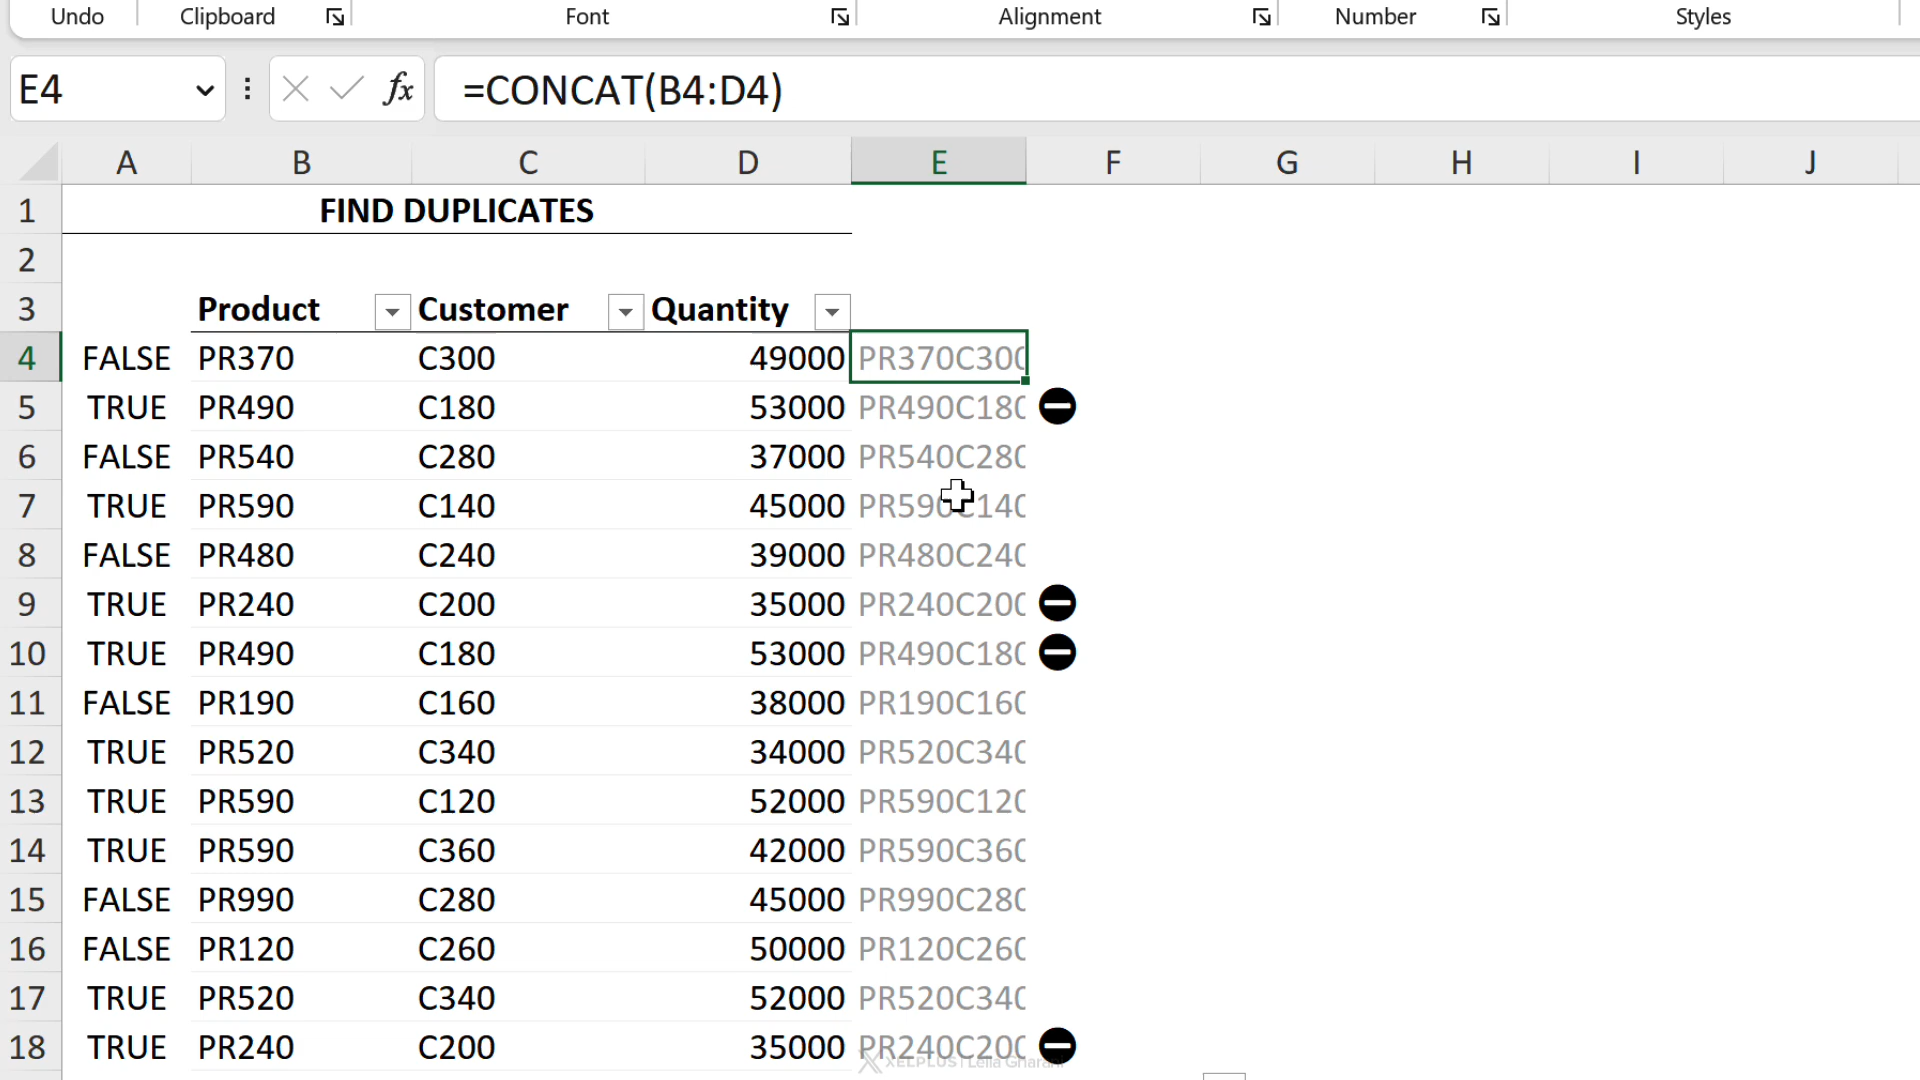 Undo Clipboard Font Alignment Number Styles
E4 fx =CONCAT(B4:D4)
A B C D E F G H I J
1 FIND DUPLICATES
2
3 Product Customer Quantity
4 FALSE PR370 C300 49000 PR370C300
5 TRUE PR490 C180 53000 PR490C180
6 FALSE PR540 C280 37000 PR540C280
7 TRUE PR590 C140 45000 PR590C140
8 FALSE PR480 C240 39000 PR480C240
9 TRUE PR240 C200 35000 PR240C200
10 TRUE PR490 C180 53000 PR490C180
11 FALSE PR190 C160 38000 PR190C160
12 TRUE PR520 C340 34000 PR520C340
13 TRUE PR590 C120 52000 PR590C120
14 TRUE PR590 C360 42000 PR590C360
15 FALSE PR990 C280 45000 PR990C280
16 FALSE PR120 C260 50000 PR120C260
17 TRUE PR520 C340 52000 PR520C340
18 TRUE PR240 C200 35000 PR240C200
XELPLUS | Leila Gharani